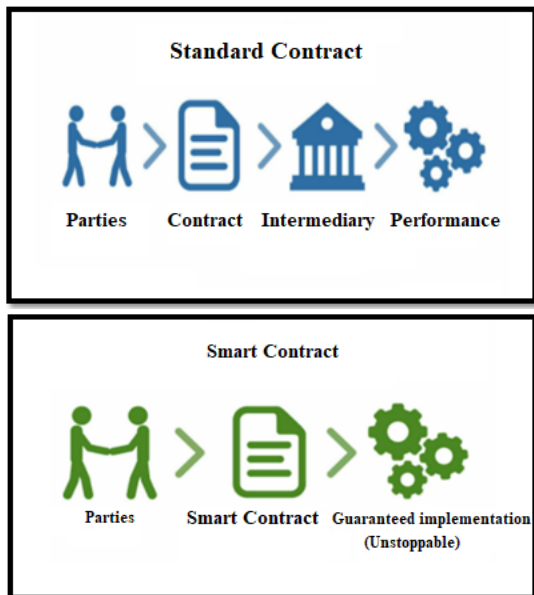 Standard Contract
Parties Contract Intermediary Performance
Smart Contract
Parties Smart Contract Guaranteed implementation
(Unstoppable)